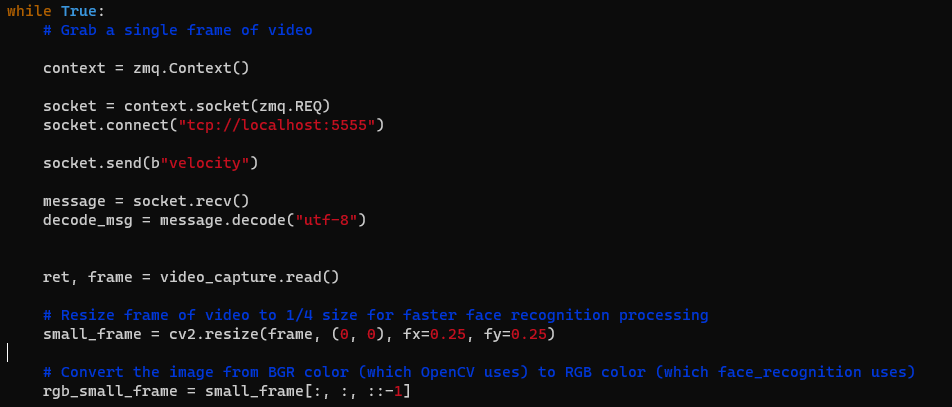 while True:
    # Grab a single frame of video
    context = zmq.Context()
    socket = context.socket(zmq.REQ)
    socket.connect("tcp://localhost:5555")
    socket.send(b"velocity")
    message = socket.recv()
    decode_msg = message.decode("utf-8")
    ret, frame = video_capture.read()
    # Resize frame of video to 1/4 size for faster face recognition processing
    small_frame = cv2.resize(frame, (0, 0), fx=0.25, fy=0.25)
    # Convert the image from BGR color (which OpenCV uses) to RGB color (which face_recognition uses)
    rgb_small_frame = small_frame[:, :, ::-1]